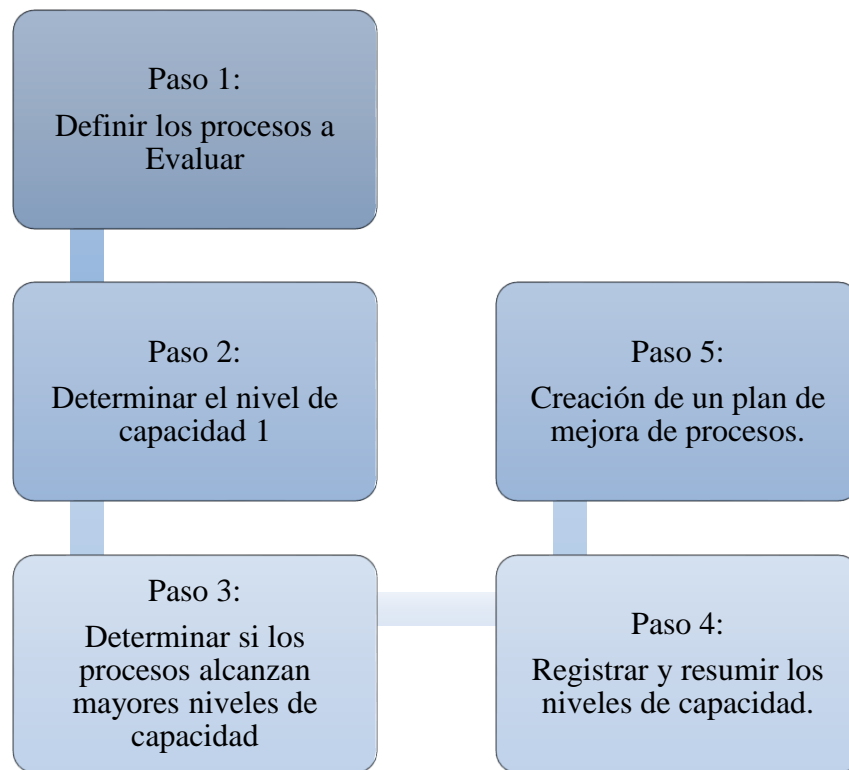 Paso 1:
Definir los procesos a
Evaluar
Paso 2:
Determinar el nivel de
capacidad 1
Paso 3:
Determinar si los
procesos alcanzan
mayores niveles de
capacidad
Paso 4:
Registrar y resumir los
niveles de capacidad.
Paso 5:
Creación de un plan de
mejora de procesos.